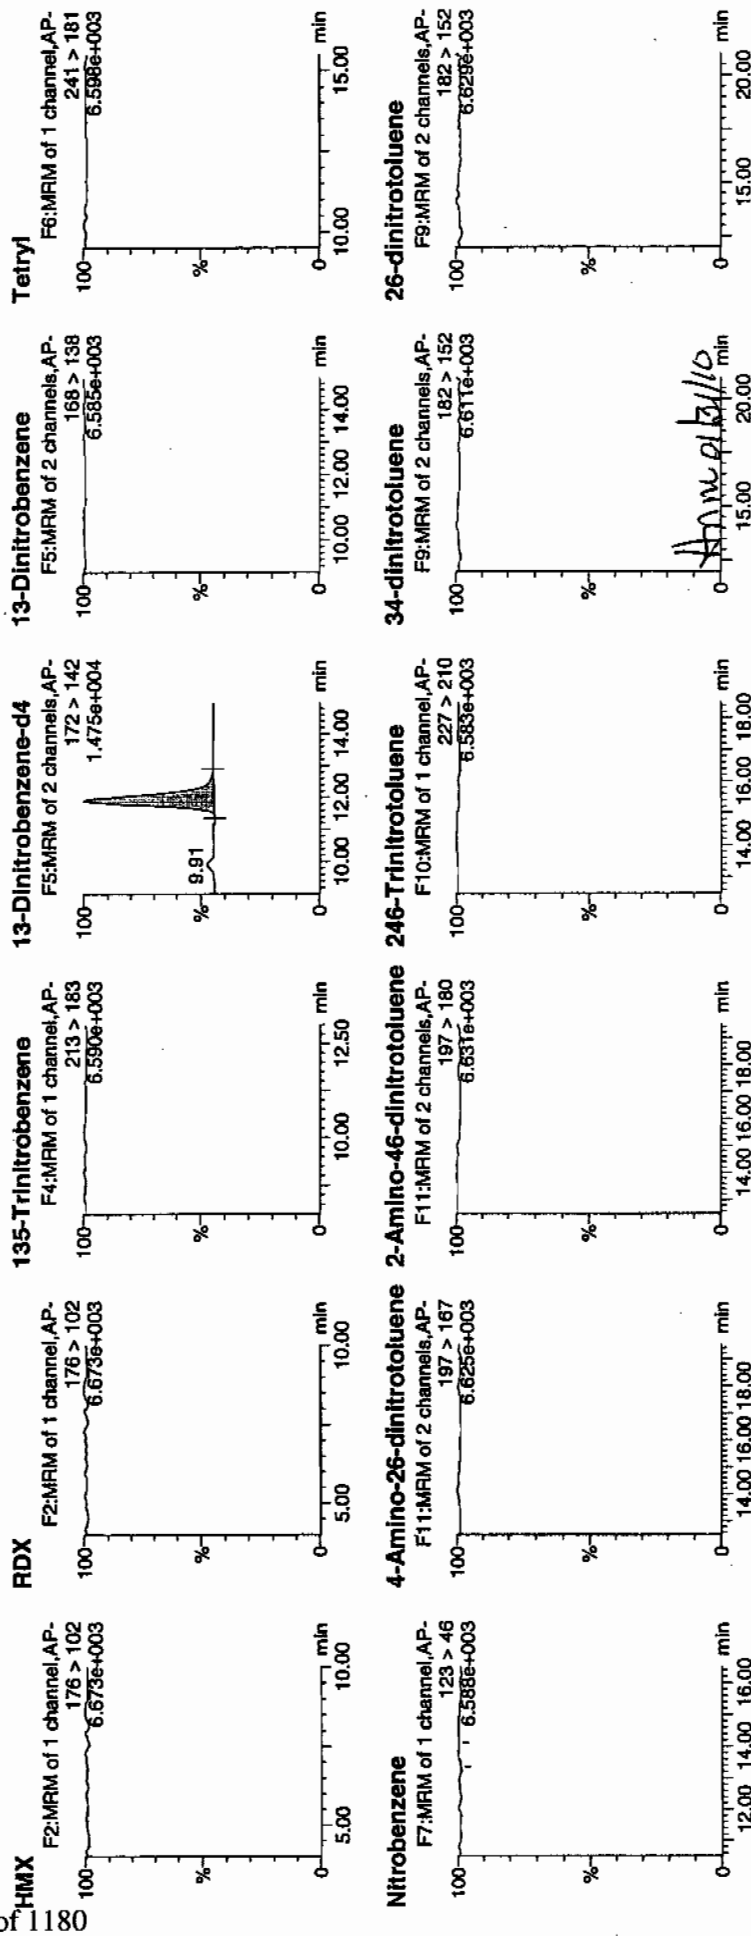 HMX
F2:MRM of 1 channel,AP-
176 > 102
6.673e+003
100
%
0
5.00 10.00 min
RDX
F2:MRM of 1 channel,AP-
176 > 102
6.673e+003
100
%
0
5.00 10.00 min
135-Trinitrobenzene
F4:MRM of 1 channel,AP-
213 > 183
6.590e+003
100
%
0
10.00 12.50 min
13-Dinitrobenzene-d4
F5:MRM of 2 channels,AP-
172 > 142
1.475e+004
100
9.91
%
0
10.00 12.00 14.00 min
13-Dinitrobenzene
F5:MRM of 2 channels,AP-
168 > 138
6.585e+003
100
%
0
10.00 12.00 14.00 min
Tetryl
F6:MRM of 1 channel,AP-
241 > 181
6.598e+003
100
%
0
10.00 15.00 min
Nitrobenzene
F7:MRM of 1 channel,AP-
123 > 46
6.588e+003
100
%
0
12.00 14.00 16.00 min
4-Amino-26-dinitrotoluene
F11:MRM of 2 channels,AP-
197 > 167
6.625e+003
100
%
0
14.00 16.00 18.00 min
2-Amino-46-dinitrotoluene
F11:MRM of 2 channels,AP-
197 > 180
6.631e+003
100
%
0
14.00 16.00 18.00 min
246-Trinitrotoluene
F10:MRM of 1 channel,AP-
227 > 210
6.583e+003
100
%
0
14.00 16.00 18.00 min
34-dinitrotoluene
F9:MRM of 2 channels,AP-
182 > 152
6.611e+003
100
%
0
15.00 20.00 min
26-dinitrotoluene
F9:MRM of 2 channels,AP-
182 > 152
6.629e+003
100
%
0
15.00 20.00 min
of 1180